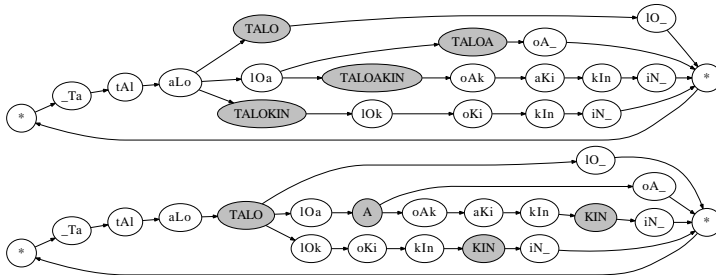 TALO lO_
TALOA oA_
* _Ta tAl aLo lOa TALOAKIN oAk aKi kIn iN_ *
TALOKIN lOk oKi kIn iN_
lO_
oA_
* _Ta tAl aLo TALO lOa A oAk aKi kIn KIN iN_ *
lOk oKi kIn KIN iN_